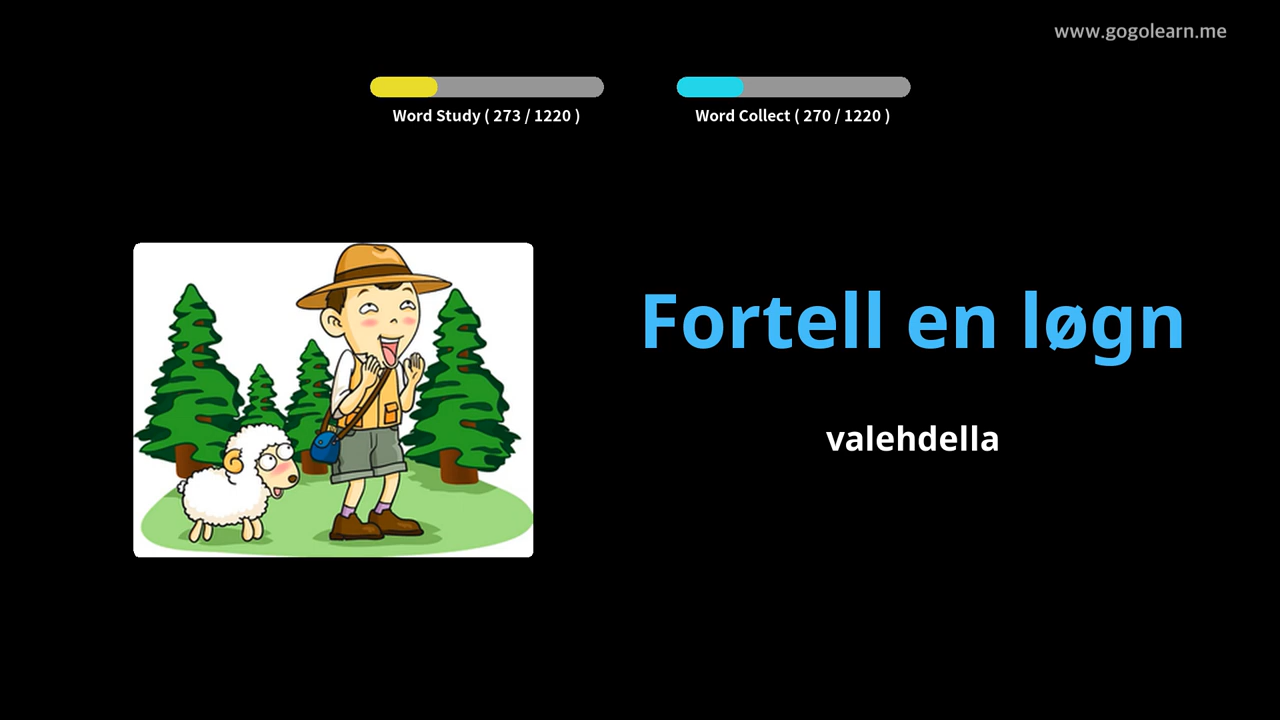 www.gogolearn.me
Word Study ( 273 / 1220 )
Word Collect ( 270 / 1220 )
Fortell en løgn
valehdella